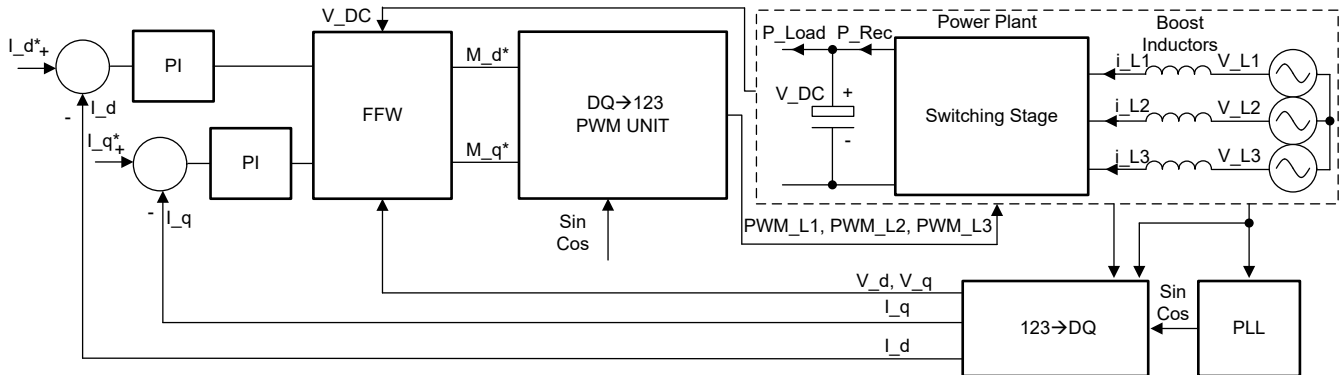 V_DC
Power Plant
Boost
Inductors
P_Load
P_Rec
I_d*
+
PI
M_d*
i_L1
V_L1
-
I_d
FFW
DQ→123
PWM UNIT
V_DC
+
-
Switching Stage
i_L2
V_L2
I_q*
+
PI
M_q*
i_L3
V_L3
-
I_q
Sin
Cos
PWM_L1, PWM_L2, PWM_L3
V_d, V_q
I_q
I_d
123→DQ
Sin
Cos
PLL